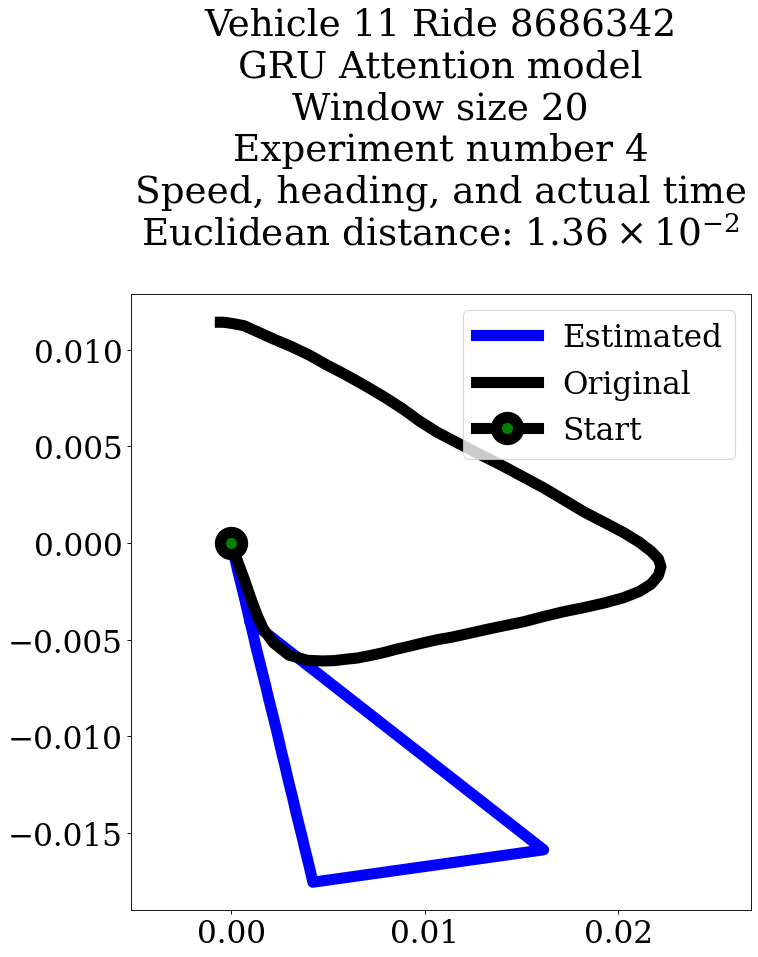 Vehicle 11 Ride 8686342
GRU Attention model
Window size 20
Experiment number 4
Speed, heading, and actual time
Euclidean distance: 1.36 × 10⁻²
Estimated
Original
Start
0.010
0.005
0.000
−0.005
−0.010
−0.015
0.00 0.01 0.02